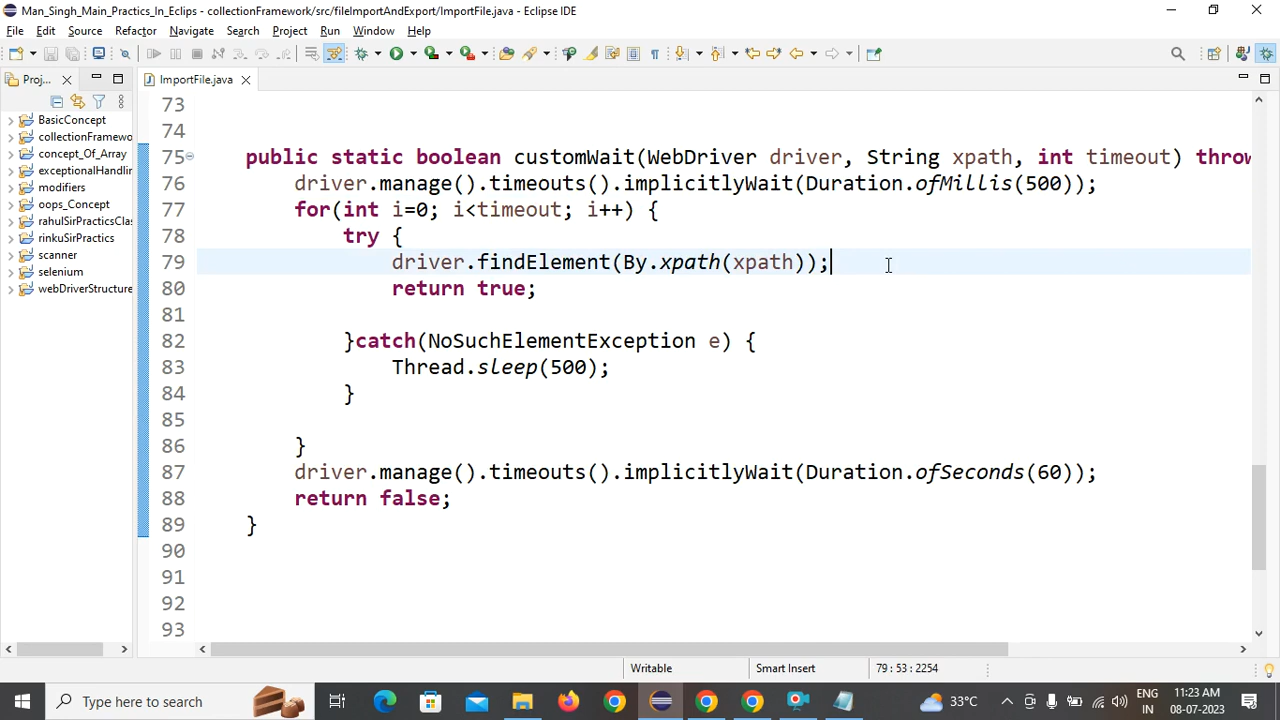 Man_Singh_Main_Practics_In_Eclips - collectionFramework/src/fileImportAndExport/ImportFile.java - Eclipse IDE
File Edit Source Refactor Navigate Search Project Run Window Help
Proj...
ImportFile.java
BasicConcept
collectionFramewo
concept_Of_Array
exceptionalHandlin
modifiers
oops_Concept
rahulSirPracticsClas
rinkuSirPractics
scanner
selenium
webDriverStructure
73
74
75 public static boolean customWait(WebDriver driver, String xpath, int timeout) throw
76 driver.manage().timeouts().implicitlyWait(Duration.ofMillis(500));
77 for(int i=0; i<timeout; i++) {
78 try {
79 driver.findElement(By.xpath(xpath));
80 return true;
81
82 }catch(NoSuchElementException e) {
83 Thread.sleep(500);
84 }
85
86 }
87 driver.manage().timeouts().implicitlyWait(Duration.ofSeconds(60));
88 return false;
89 }
90
91
92
93
Writable Smart Insert 79 : 53 : 2254
Type here to search
33°C
ENG
IN
11:23 AM
08-07-2023